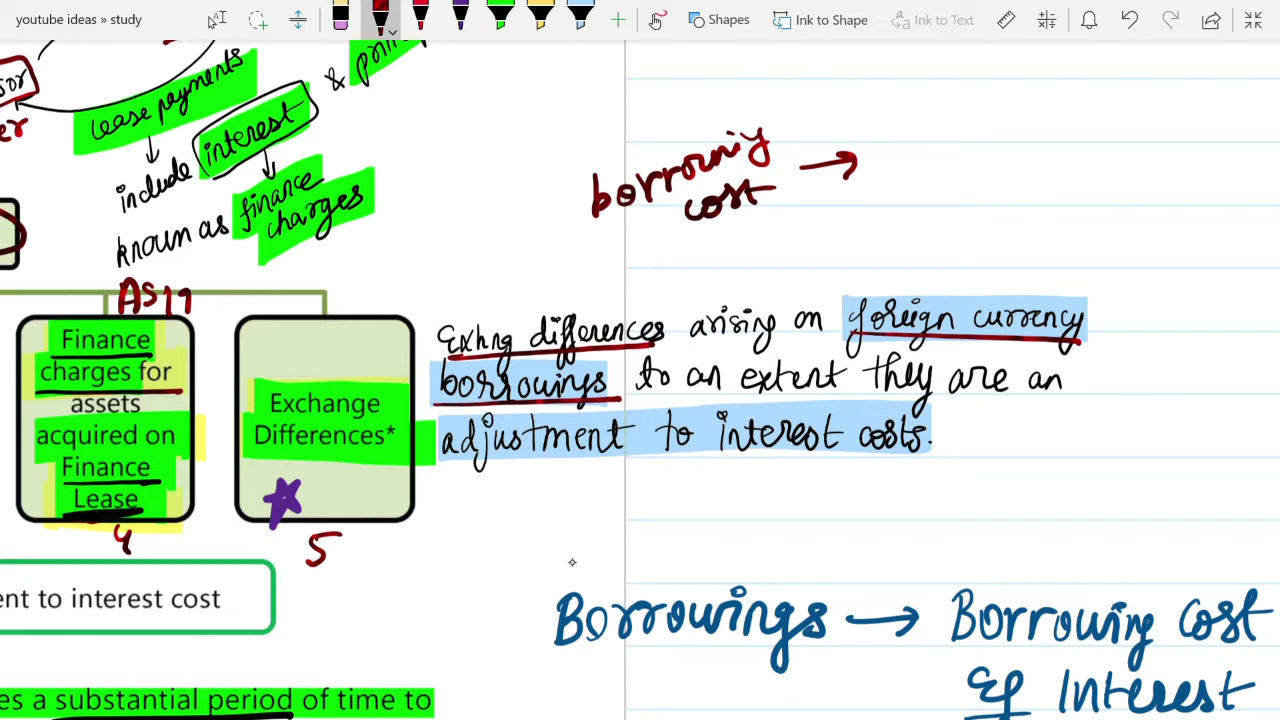 youtube ideas » study
Shapes
Ink to Shape
Ink to Text
lease payments
&
include interest
known as finance
charges
borrowing
cost →
AS 19
Finance
charges for
assets
acquired on
Finance
Lease
4
Exchange
Differences*
5
Exhng differences arising on foreign currency
borrowings to an extent they are an
adjustment to interest costs.
ent to interest cost
Borrowings → Borrowing cost
Interest
es a substantial period of time to